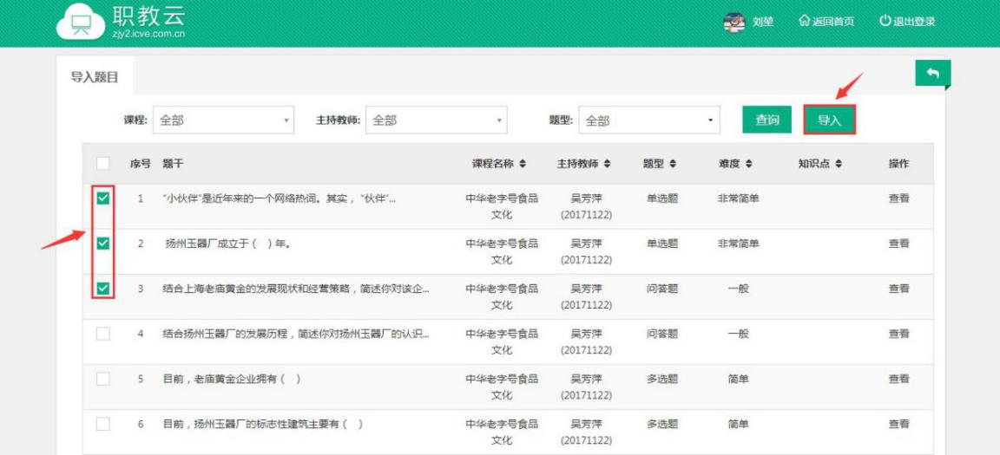 职教云
zjy2.icve.com.cn
刘堃 返回首页 退出登录
导入题目
课程: 全部 主持教师: 全部 题型: 全部 查询 导入
序号 题干 课程名称 主持教师 题型 难度 知识点 操作
1 “小伙伴”是近年来的一个网络热词。其实，“伙伴”... 中华老字号食品 吴芳萍 单选题 非常简单 查看
文化 (20171122)
2 扬州玉器厂成立于（ ）年。 中华老字号食品 吴芳萍 单选题 非常简单 查看
文化 (20171122)
3 结合上海老庙黄金的发展现状和经营策略，简述你对该企... 中华老字号食品 吴芳萍 问答题 一般 查看
文化 (20171122)
4 结合扬州玉器厂的发展历程，简述你对扬州玉器厂的认识... 中华老字号食品 吴芳萍 问答题 一般 查看
文化 (20171122)
5 目前，老庙黄金企业拥有（ ） 中华老字号食品 吴芳萍 多选题 简单 查看
文化 (20171122)
6 目前，扬州玉器厂的标志性建筑主要有（ ） 中华老字号食品 吴芳萍 多选题 简单 查看
文化 (20171122)